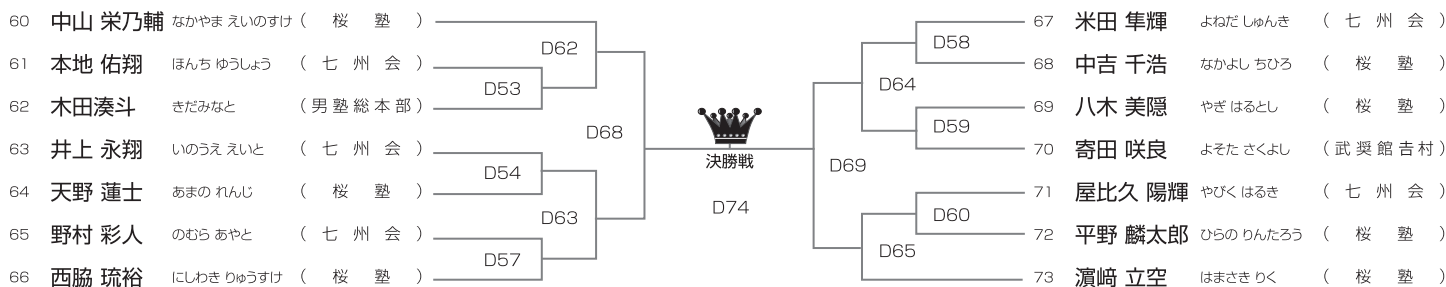 60 中山 栄乃輔 なかやま えいのすけ （ 桜 塾 ）
61 本地 佑翔 ほんち ゆうしょう （ 七 州 会 ）
62 木田湊斗 きだみなと （男塾総本部）
63 井上 永翔 いのうえ えいと （ 七 州 会 ）
64 天野 蓮士 あまの れんじ （ 桜 塾 ）
65 野村 彩人 のむら あやと （ 七 州 会 ）
66 西脇 琉裕 にしわき りゅうすけ （ 桜 塾 ）
D62
D53
D68
D54
D63
D57
決勝戦
D74
D58
D64
D59
D69
D60
D65
67 米田 隼輝 よねだ しゅんき （ 七 州 会 ）
68 中吉 千浩 なかよし ちひろ （ 桜 塾 ）
69 八木 美隠 やぎ はるとし （ 桜 塾 ）
70 寄田 咲良 よそた さくよし （武奨館𠮷村）
71 屋比久 陽輝 やびく はるき （ 七 州 会 ）
72 平野 麟太郎 ひらの りんたろう （ 桜 塾 ）
73 濵﨑 立空 はまさき りく （ 桜 塾 ）